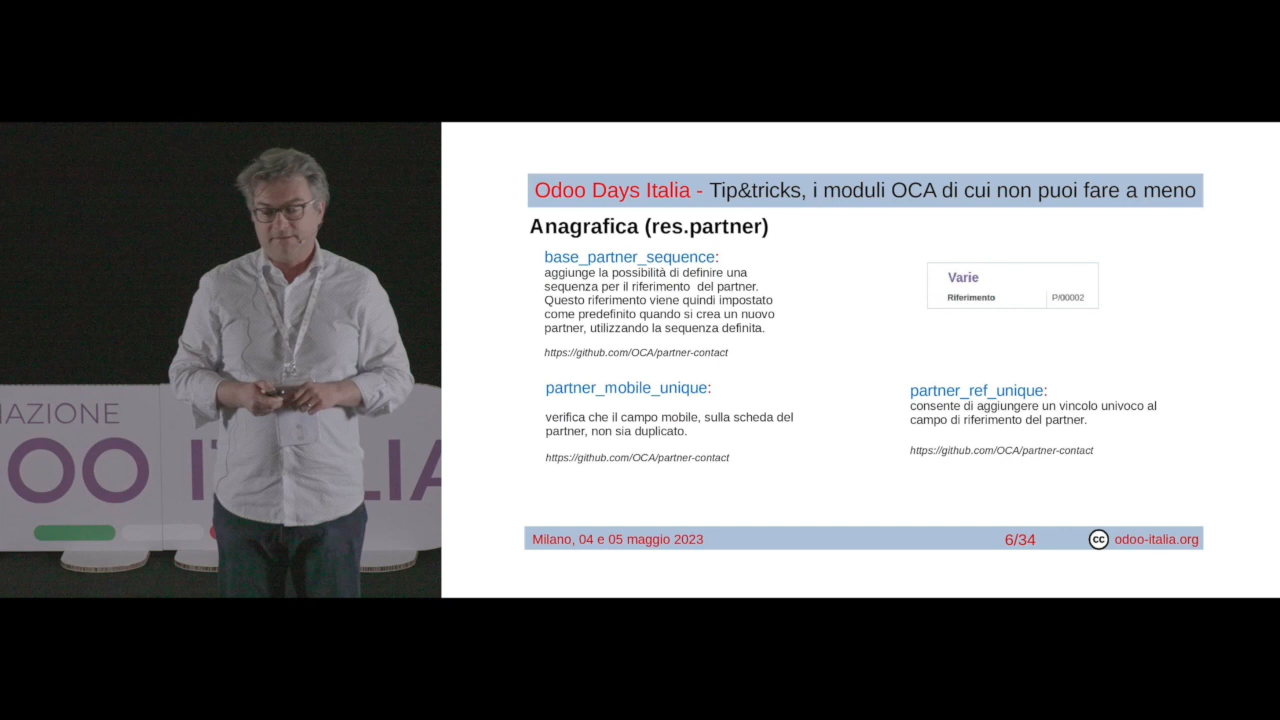 IAZIONE
OO I LIA
Odoo Days Italia - Tip&tricks, i moduli OCA di cui non puoi fare a meno
Anagrafica (res.partner)
base_partner_sequence:
aggiunge la possibilità di definire una
sequenza per il riferimento del partner.
Questo riferimento viene quindi impostato
come predefinito quando si crea un nuovo
partner, utilizzando la sequenza definita.
https://github.com/OCA/partner-contact
Varie
Riferimento P/00002
partner_mobile_unique:
verifica che il campo mobile, sulla scheda del
partner, non sia duplicato.
https://github.com/OCA/partner-contact
partner_ref_unique:
consente di aggiungere un vincolo univoco al
campo di riferimento del partner.
https://github.com/OCA/partner-contact
Milano, 04 e 05 maggio 2023 6/34 cc odoo-italia.org